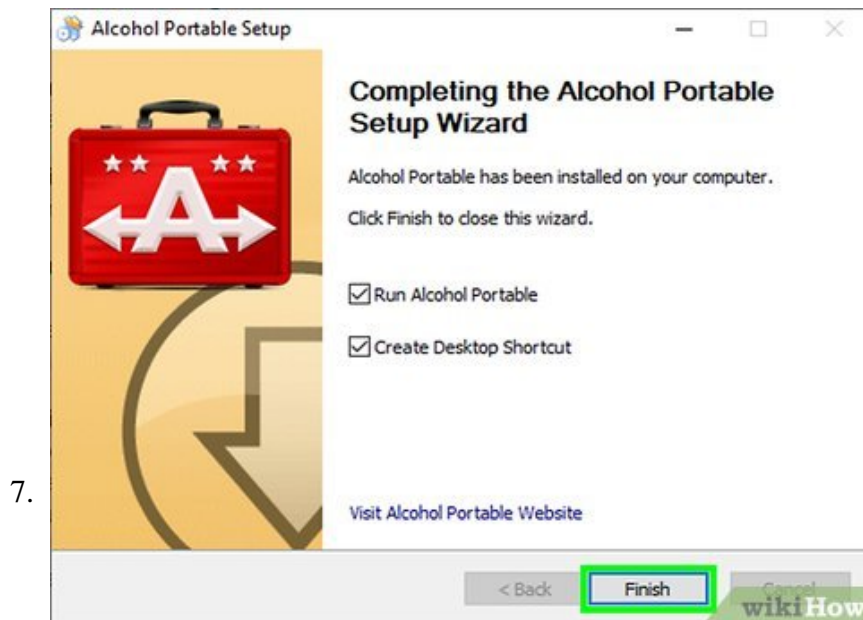 Alcohol Portable Setup
A
Completing the Alcohol Portable
Setup Wizard
Alcohol Portable has been installed on your computer.
Click Finish to close this wizard.
Run Alcohol Portable
Create Desktop Shortcut
7.
Visit Alcohol Portable Website
< Back Finish Cancel
wikiHow